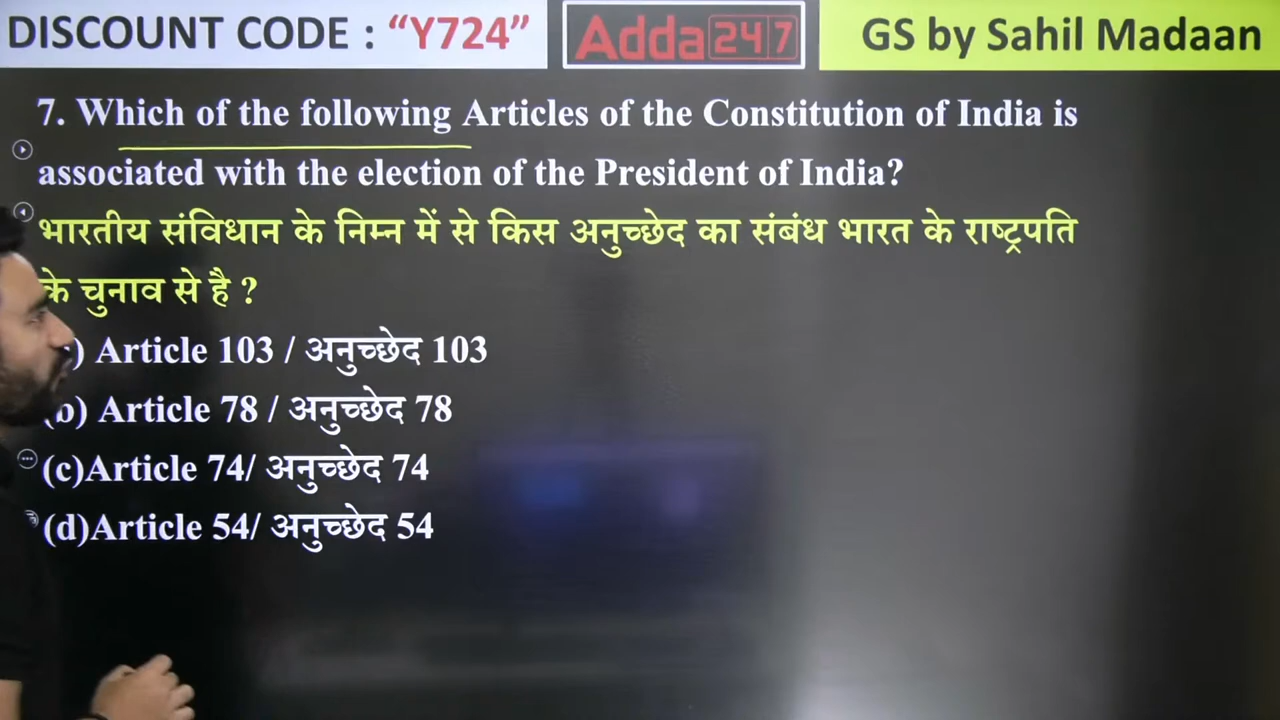 DISCOUNT CODE : “Y724”
Adda 247
GS by Sahil Madaan
7. Which of the following Articles of the Constitution of India is
associated with the election of the President of India?
भारतीय संविधान के निम्न में से किस अनुच्छेद का संबंध भारत के राष्ट्रपति
के चुनाव से है ?
) Article 103 / अनुच्छेद 103
(b) Article 78 / अनुच्छेद 78
(c)Article 74/ अनुच्छेद 74
(d)Article 54/ अनुच्छेद 54